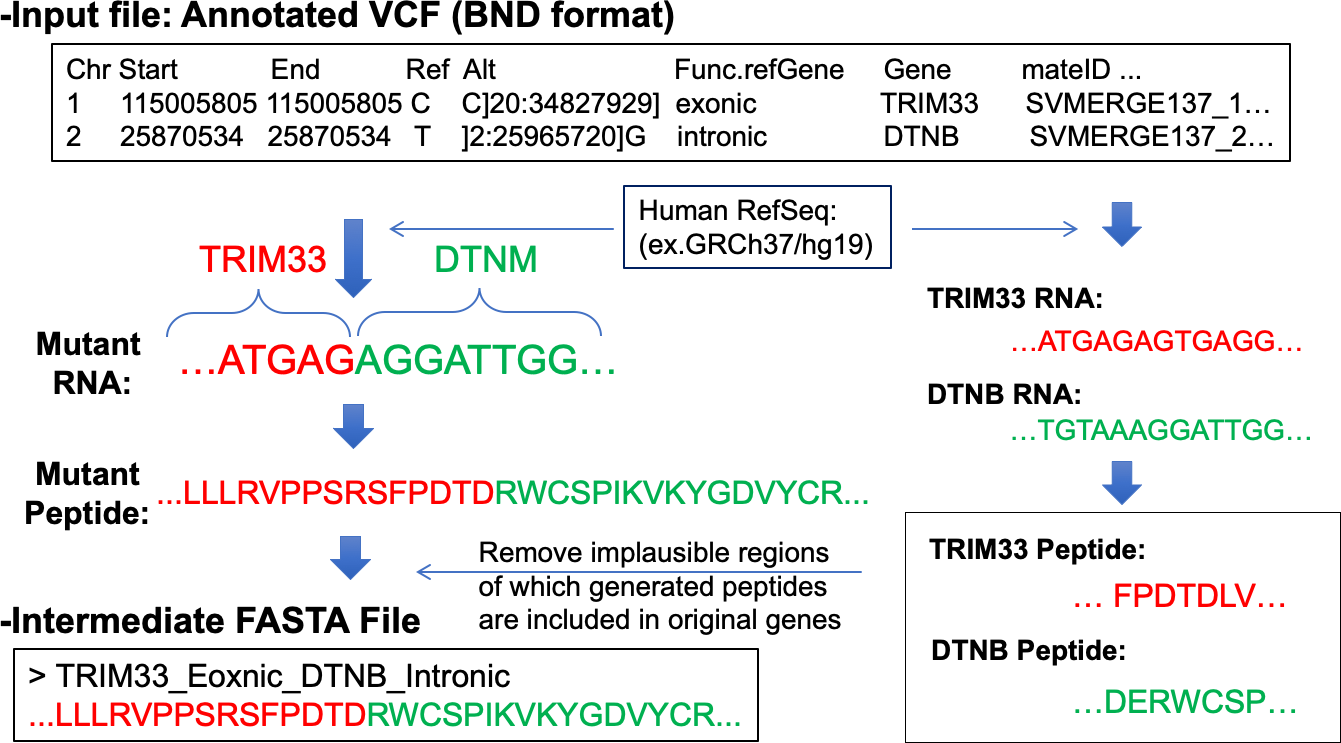 -Input file: Annotated VCF (BND format)
Chr Start End Ref Alt Func.refGene Gene mateID ...
1 115005805 115005805 C C]20:34827929] exonic TRIM33 SVMERGE137_1…
2 25870534 25870534 T ]2:25965720]G intronic DTNB SVMERGE137_2…
Human RefSeq:
(ex.GRCh37/hg19)
TRIM33 DTNM
Mutant
RNA:
…ATGAGAGGATTGG…
Mutant
Peptide:
...LLLRVPPSRSFPDTDRWCSPIKVKYGDVYCR...
Remove implausible regions
of which generated peptides
are included in original genes
-Intermediate FASTA File
> TRIM33_Eoxnic_DTNB_Intronic
...LLLRVPPSRSFPDTDRWCSPIKVKYGDVYCR...
TRIM33 RNA:
…ATGAGAGTGAGG…
DTNB RNA:
…TGTAAAGGATTGG…
TRIM33 Peptide:
… FPDTDLV…
DTNB Peptide:
…DERWCSP…